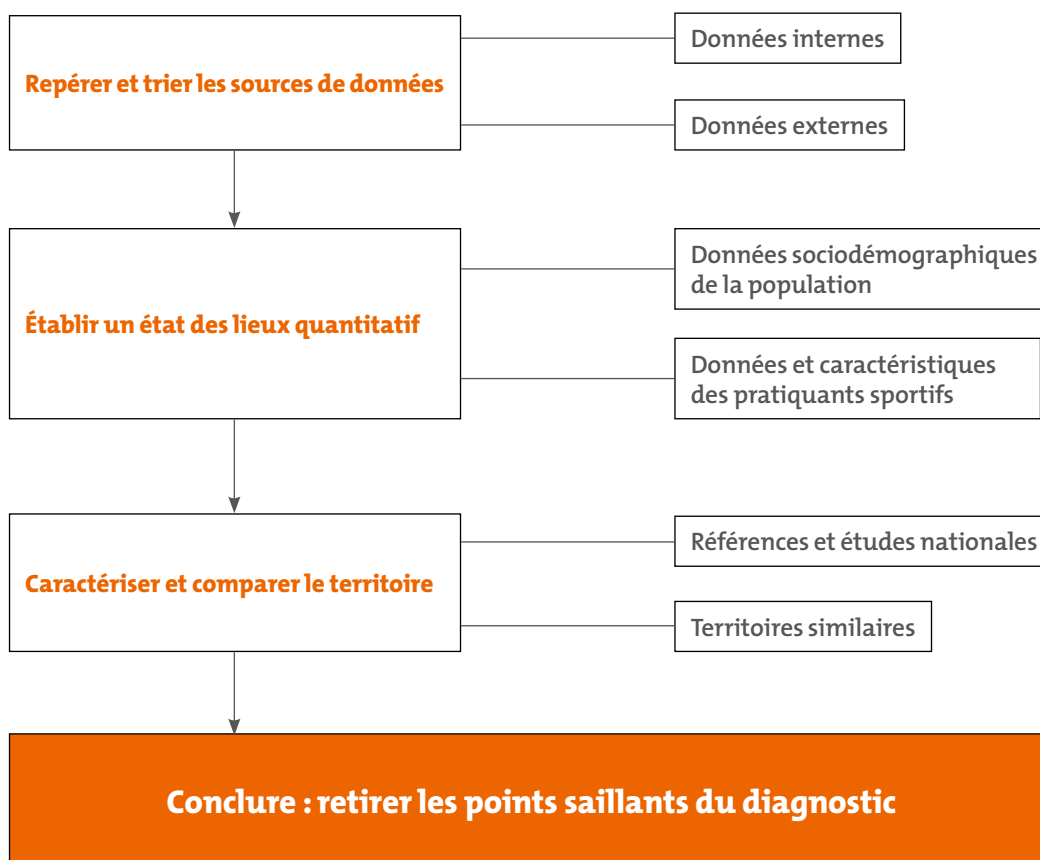 Repérer et trier les sources de données
Données internes
Données externes
Établir un état des lieux quantitatif
Données sociodémographiques
de la population
Données et caractéristiques
des pratiquants sportifs
Caractériser et comparer le territoire
Références et études nationales
Territoires similaires
Conclure : retirer les points saillants du diagnostic